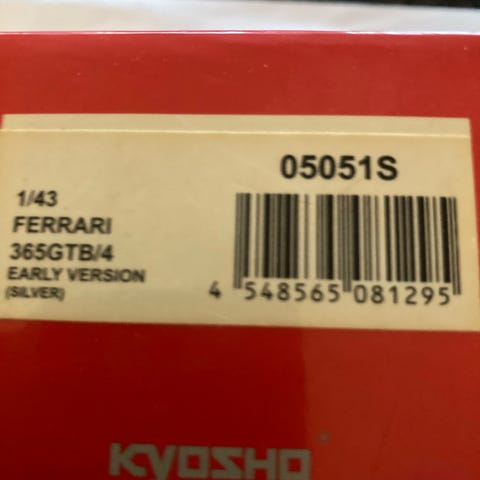 05051S
1/43
FERRARI
365GTB/4
EARLY VERSION
(SILVER)
4 548565 081295
KYOSHO